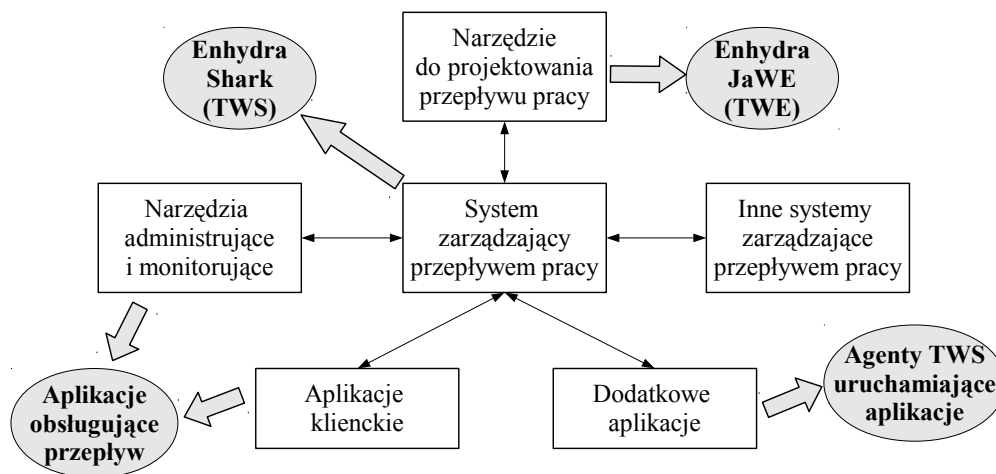 Enhydra
Shark
(TWS)
Narzędzie
do projektowania
przepływu pracy
Enhydra
JaWE
(TWE)
Narzędzia
administrujące
i monitorujące
System
zarządzający
przepływem pracy
Inne systemy
zarządzające
przepływem pracy
Aplikacje
obsługujące
przepływ
Aplikacje
klienckie
Dodatkowe
aplikacje
Agenty TWS
uruchamiające
aplikacje